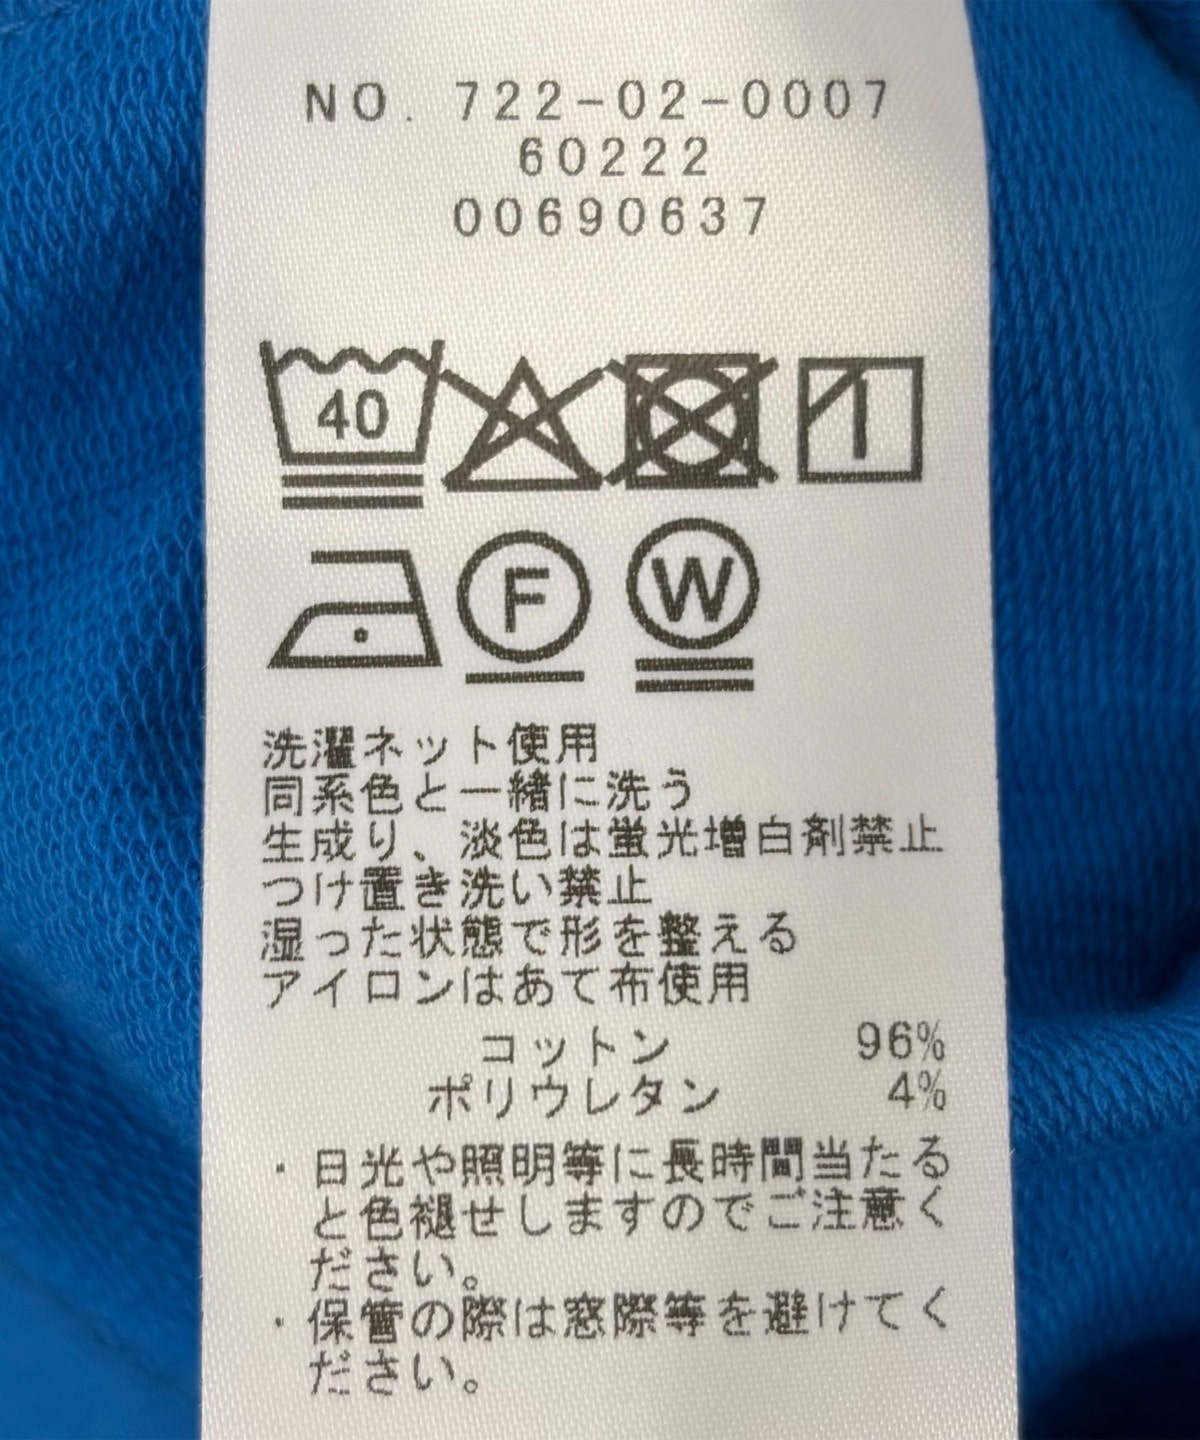 NO. 722-02-0007
60222
00690637
40
F W
洗濯ネット使用
同系色と一緒に洗う
生成り、淡色は蛍光増白剤禁止
つけ置き洗い禁止
湿った状態で形を整える
アイロンはあて布使用
コットン 96%
ポリウレタン 4%
・日光や照明等に長時間当たる
と色褪せしますのでご注意く
ださい。
・保管の際は窓際等を避けてく
ださい。